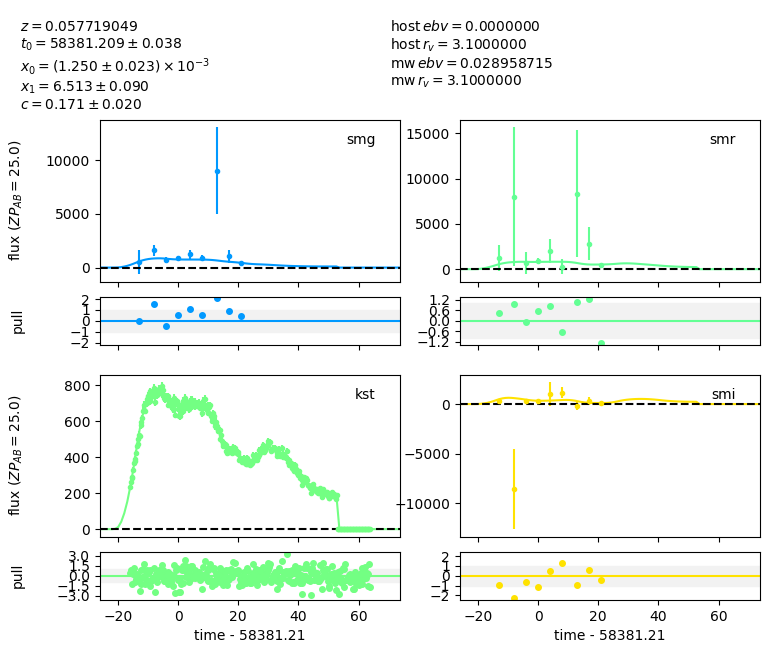 z = 0.057719049
t₀ = 58381.209 ± 0.038
x₀ = (1.250 ± 0.023) × 10⁻³
x₁ = 6.513 ± 0.090
c = 0.171 ± 0.020
host ebv = 0.0000000
host r_v = 3.1000000
mw ebv = 0.028958715
mw r_v = 3.1000000
flux (ZP_AB = 25.0)
10000
5000
0
smg
15000
10000
5000
0
smr
pull
2
1
0
−1
−2
1.2
0.6
0.0
−0.6
−1.2
flux (ZP_AB = 25.0)
800
600
400
200
0
kst
0
−5000
−10000
smi
pull
3.0
1.5
0.0
−1.5
−3.0
−20 0 20 40 60
time - 58381.21
2
1
0
−1
−2
−20 0 20 40 60
time - 58381.21